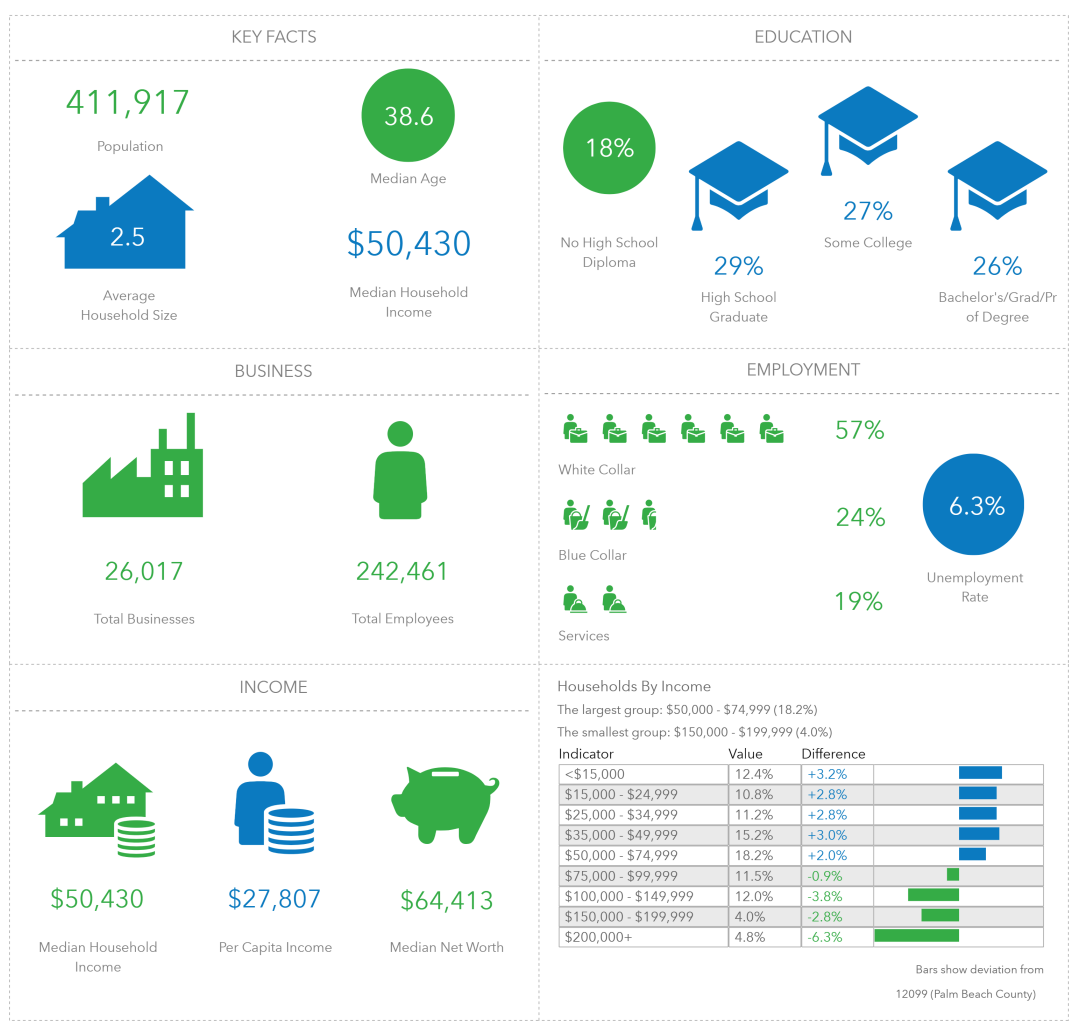 KEY FACTS
411,917
Population
38.6
Median Age
2.5
Average
Household Size
$50,430
Median Household
Income
EDUCATION
18%
No High School
Diploma
29%
High School
Graduate
27%
Some College
26%
Bachelor's/Grad/Pr
of Degree
BUSINESS
26,017
Total Businesses
242,461
Total Employees
EMPLOYMENT
57%
White Collar
24%
Blue Collar
19%
Services
6.3%
Unemployment
Rate
INCOME
$50,430
Median Household
Income
$27,807
Per Capita Income
$64,413
Median Net Worth
Households By Income
The largest group: $50,000 - $74,999 (18.2%)
The smallest group: $150,000 - $199,999 (4.0%)
Indicator Value Difference
<$15,000 12.4% +3.2%
$15,000 - $24,999 10.8% +2.8%
$25,000 - $34,999 11.2% +2.8%
$35,000 - $49,999 15.2% +3.0%
$50,000 - $74,999 18.2% +2.0%
$75,000 - $99,999 11.5% -0.9%
$100,000 - $149,999 12.0% -3.8%
$150,000 - $199,999 4.0% -2.8%
$200,000+ 4.8% -6.3%
Bars show deviation from
12099 (Palm Beach County)